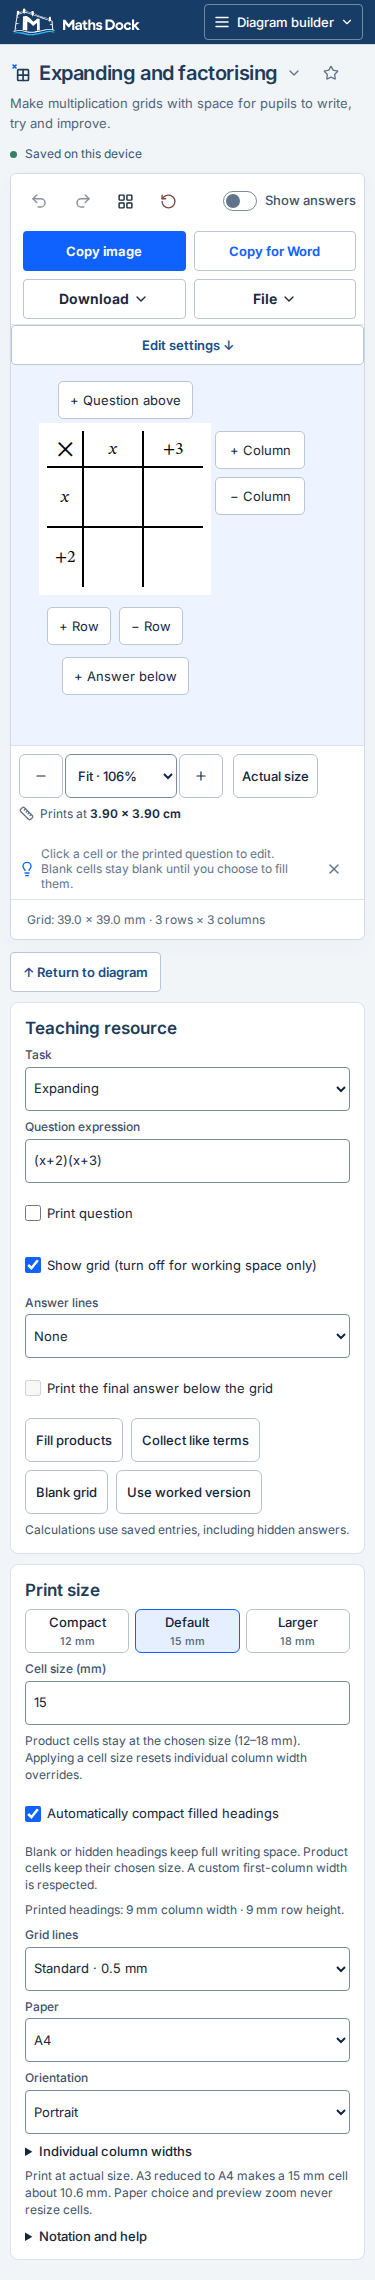 Maths Dock
Diagram builder
Expanding and factorising
Make multiplication grids with space for pupils to write,
try and improve.
Saved on this device
Show answers
Copy image
Copy for Word
Download
File
Edit settings ↓
+ Question above
× x +3
+ Column
− Column
x
+2
+ Row
− Row
+ Answer below
−
Fit · 106%
+
Actual size
Prints at 3.90 × 3.90 cm
Click a cell or the printed question to edit.
Blank cells stay blank until you choose to fill
them.
Grid: 39.0 × 39.0 mm · 3 rows × 3 columns
↑ Return to diagram
Teaching resource
Task
Expanding
Question expression
(x+2)(x+3)
Print question
Show grid (turn off for working space only)
Answer lines
None
Print the final answer below the grid
Fill products
Collect like terms
Blank grid
Use worked version
Calculations use saved entries, including hidden answers.
Print size
Compact
12 mm
Default
15 mm
Larger
18 mm
Cell size (mm)
15
Product cells stay at the chosen size (12–18 mm).
Applying a cell size resets individual column width
overrides.
Automatically compact filled headings
Blank or hidden headings keep full writing space. Product
cells keep their chosen size. A custom first-column width
is respected.
Printed headings: 9 mm column width · 9 mm row height.
Grid lines
Standard · 0.5 mm
Paper
A4
Orientation
Portrait
Individual column widths
Print at actual size. A3 reduced to A4 makes a 15 mm cell
about 10.6 mm. Paper choice and preview zoom never
resize cells.
Notation and help